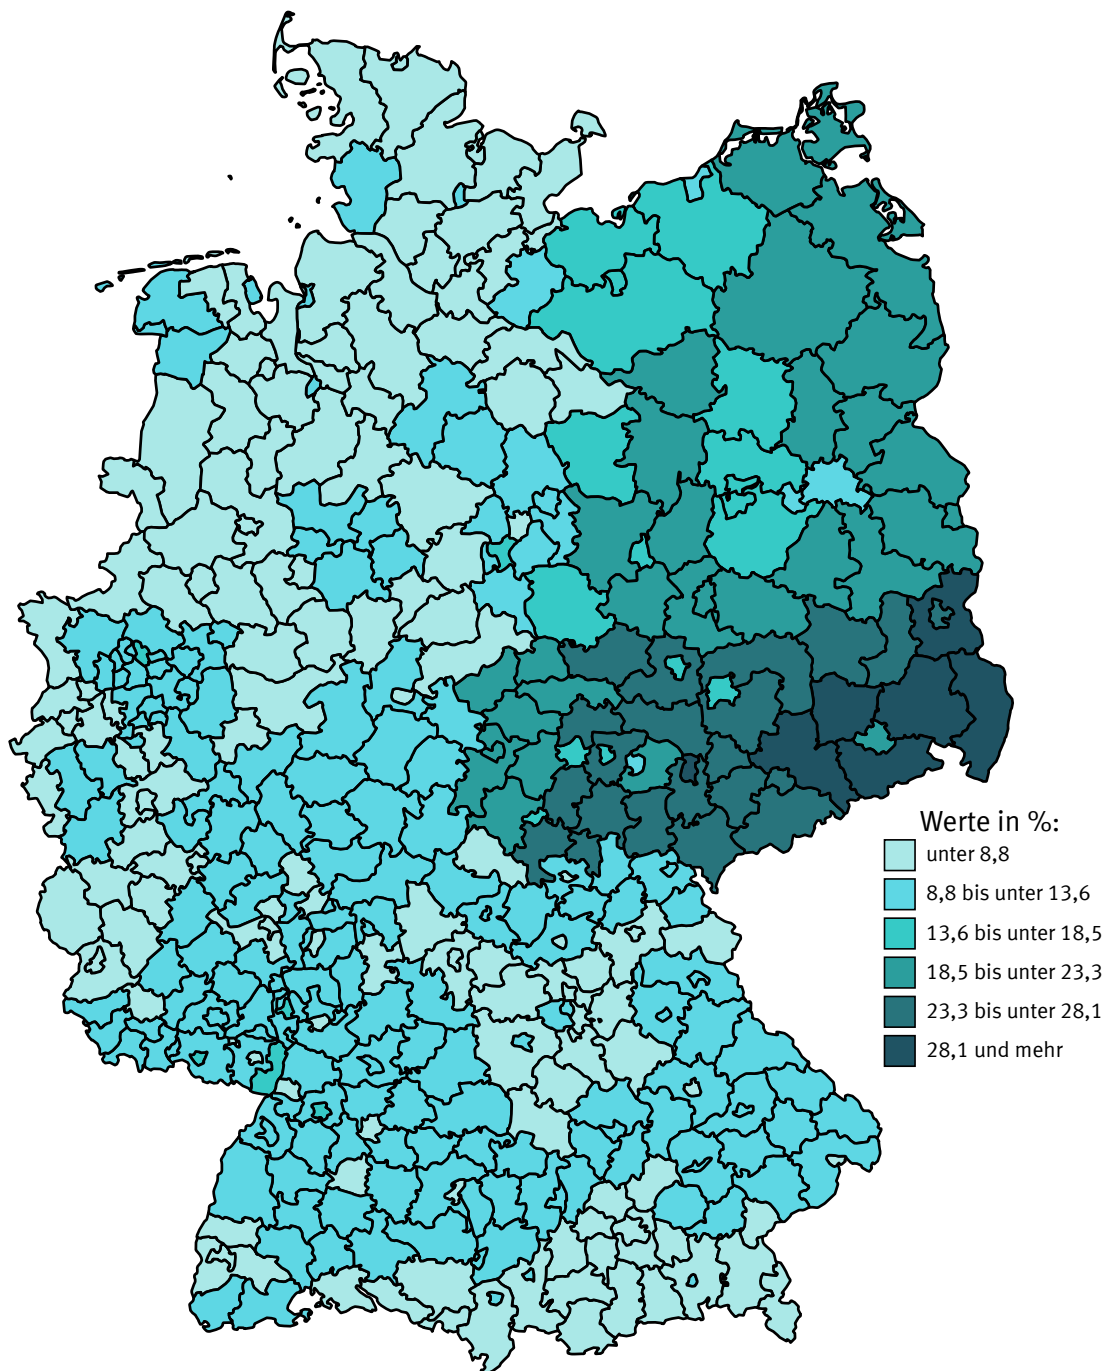 Werte in %:
unter 8,8
8,8 bis unter 13,6
13,6 bis unter 18,5
18,5 bis unter 23,3
23,3 bis unter 28,1
28,1 und mehr